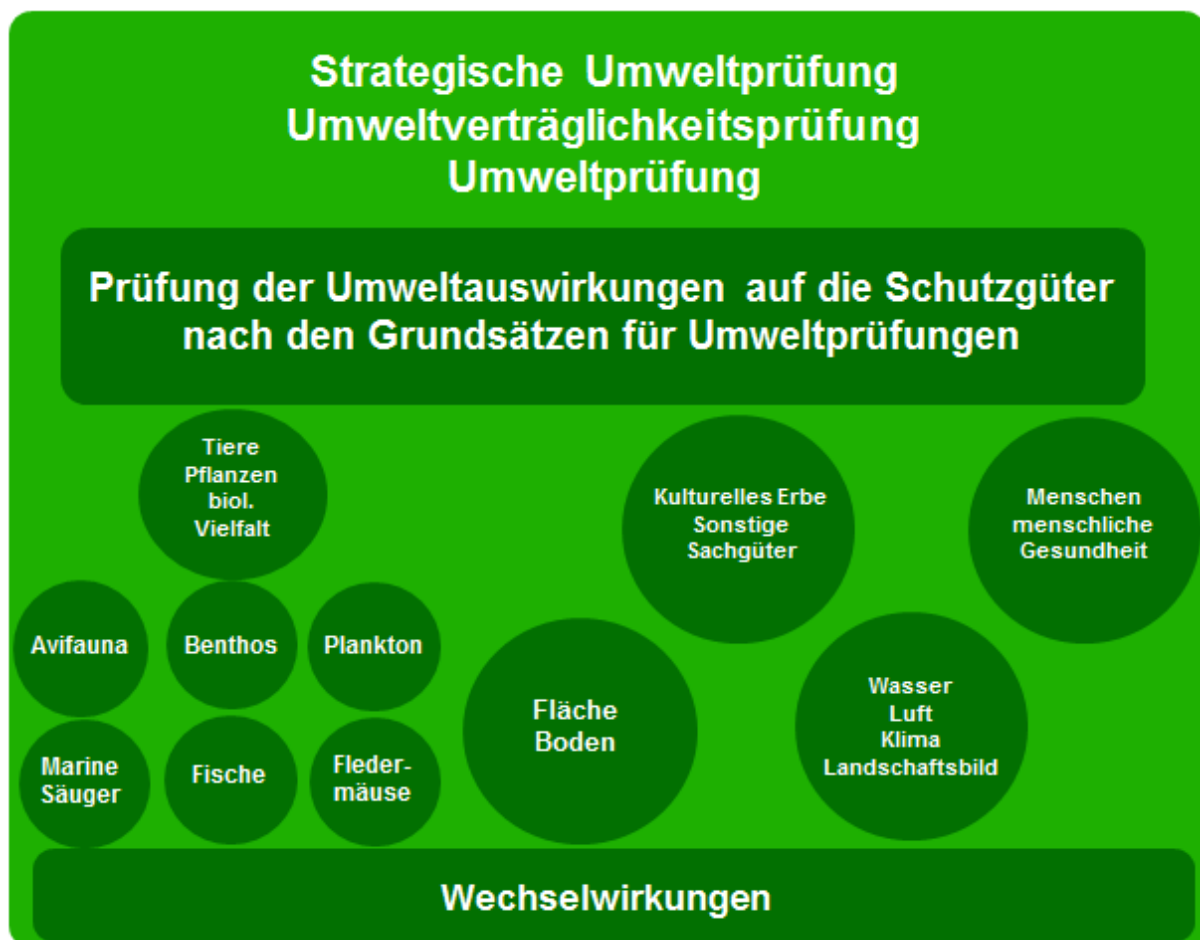 Strategische Umweltprüfung
Umweltverträglichkeitsprüfung
Umweltprüfung
Prüfung der Umweltauswirkungen auf die Schutzgüter
nach den Grundsätzen für Umweltprüfungen
Tiere
Pflanzen
biol.
Vielfalt
Kulturelles Erbe
Sonstige
Sachgüter
Menschen
menschliche
Gesundheit
Avifauna
Benthos
Plankton
Marine
Säuger
Fische
Fleder-
mäuse
Fläche
Boden
Wasser
Luft
Klima
Landschaftsbild
Wechselwirkungen